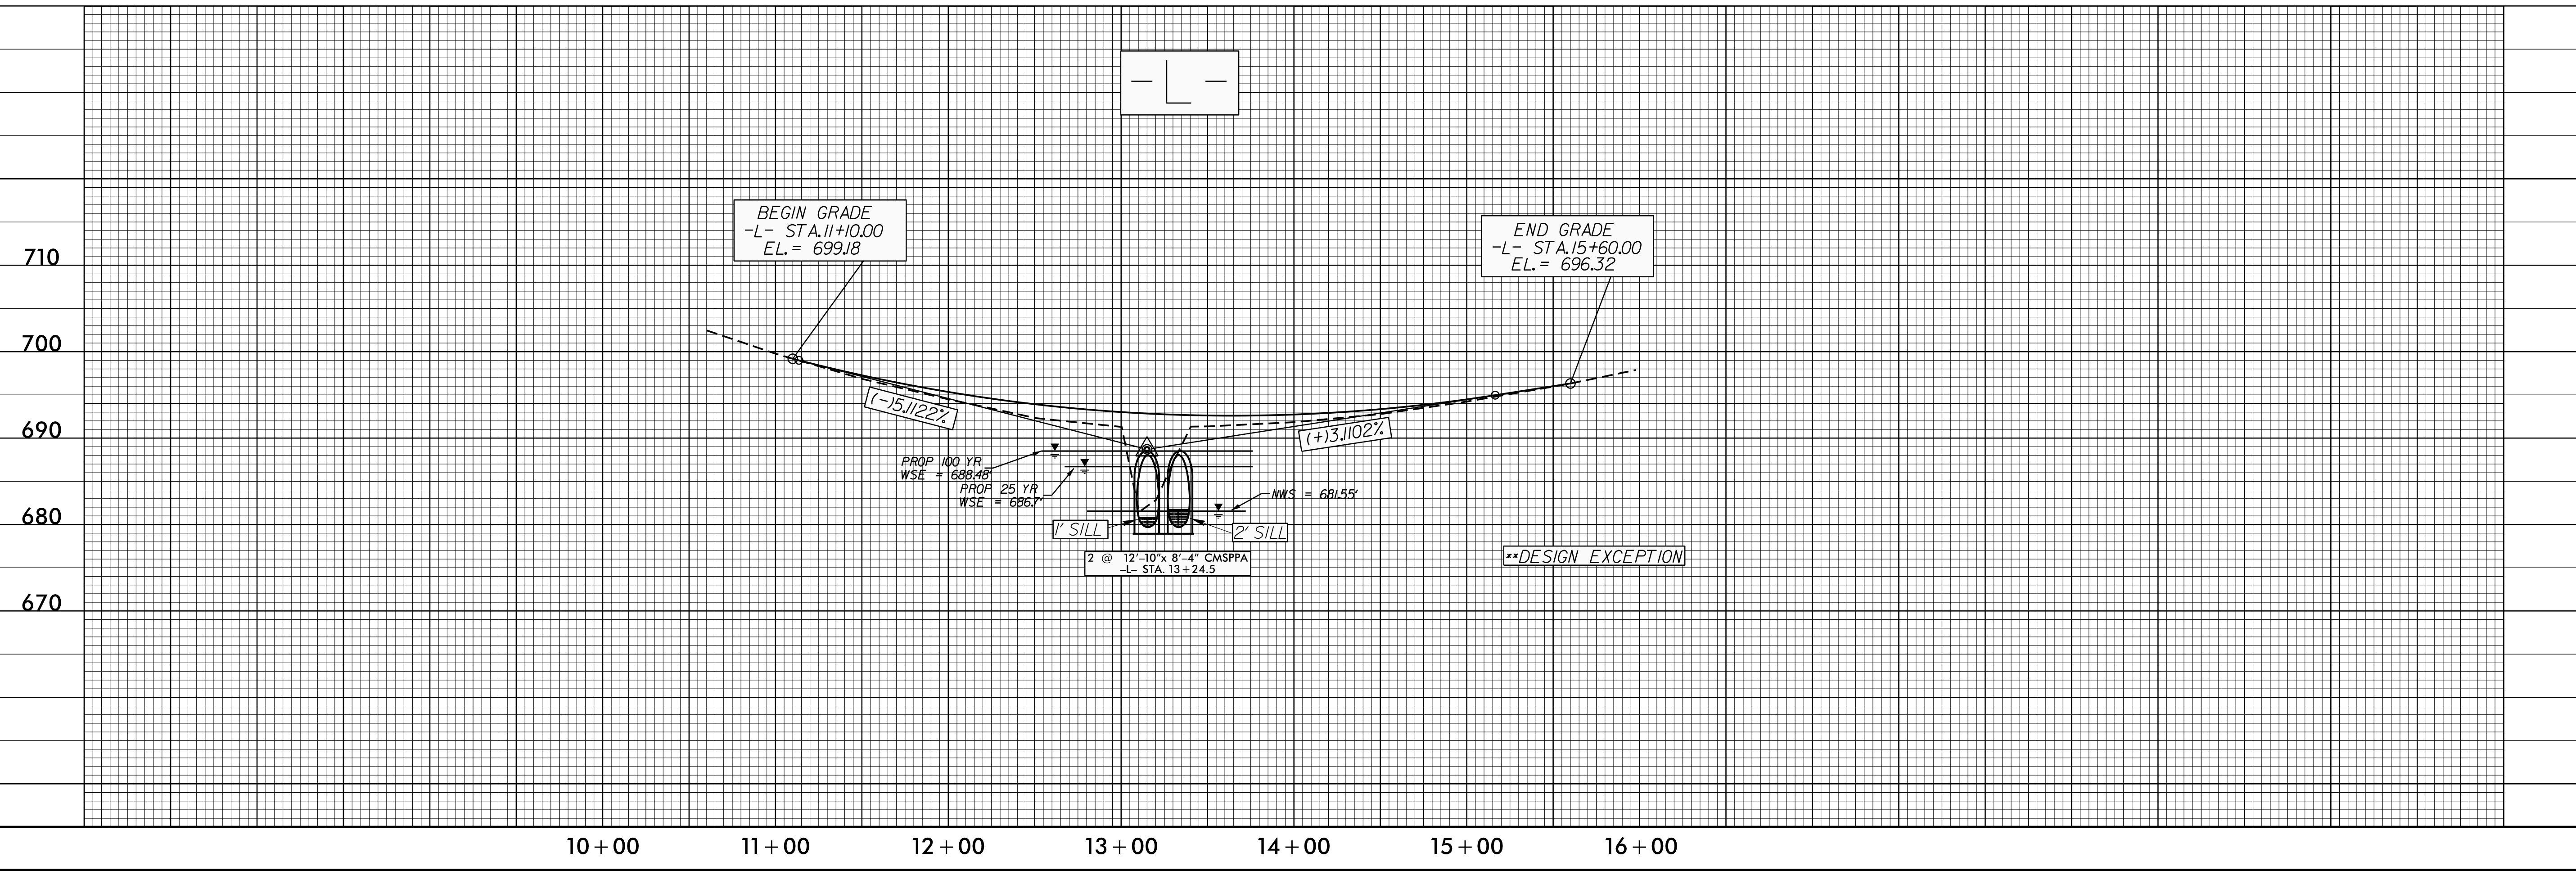 -L-
BEGIN GRADE
-L- STA.11+10.00
EL.= 699.18
END GRADE
-L- STA.15+60.00
EL.= 696.32
710
700
690
680
670
(-)5.1122%
(+)3.1102%
PROP 100 YR
WSE = 688.48'
PROP 25 YR
WSE = 686.7'
NWS = 681.55'
1' SILL
2' SILL
2 @ 12'-10"x 8'-4" CMSPPA
-L- STA. 13+24.5
**DESIGN EXCEPTION
10+00 11+00 12+00 13+00 14+00 15+00 16+00